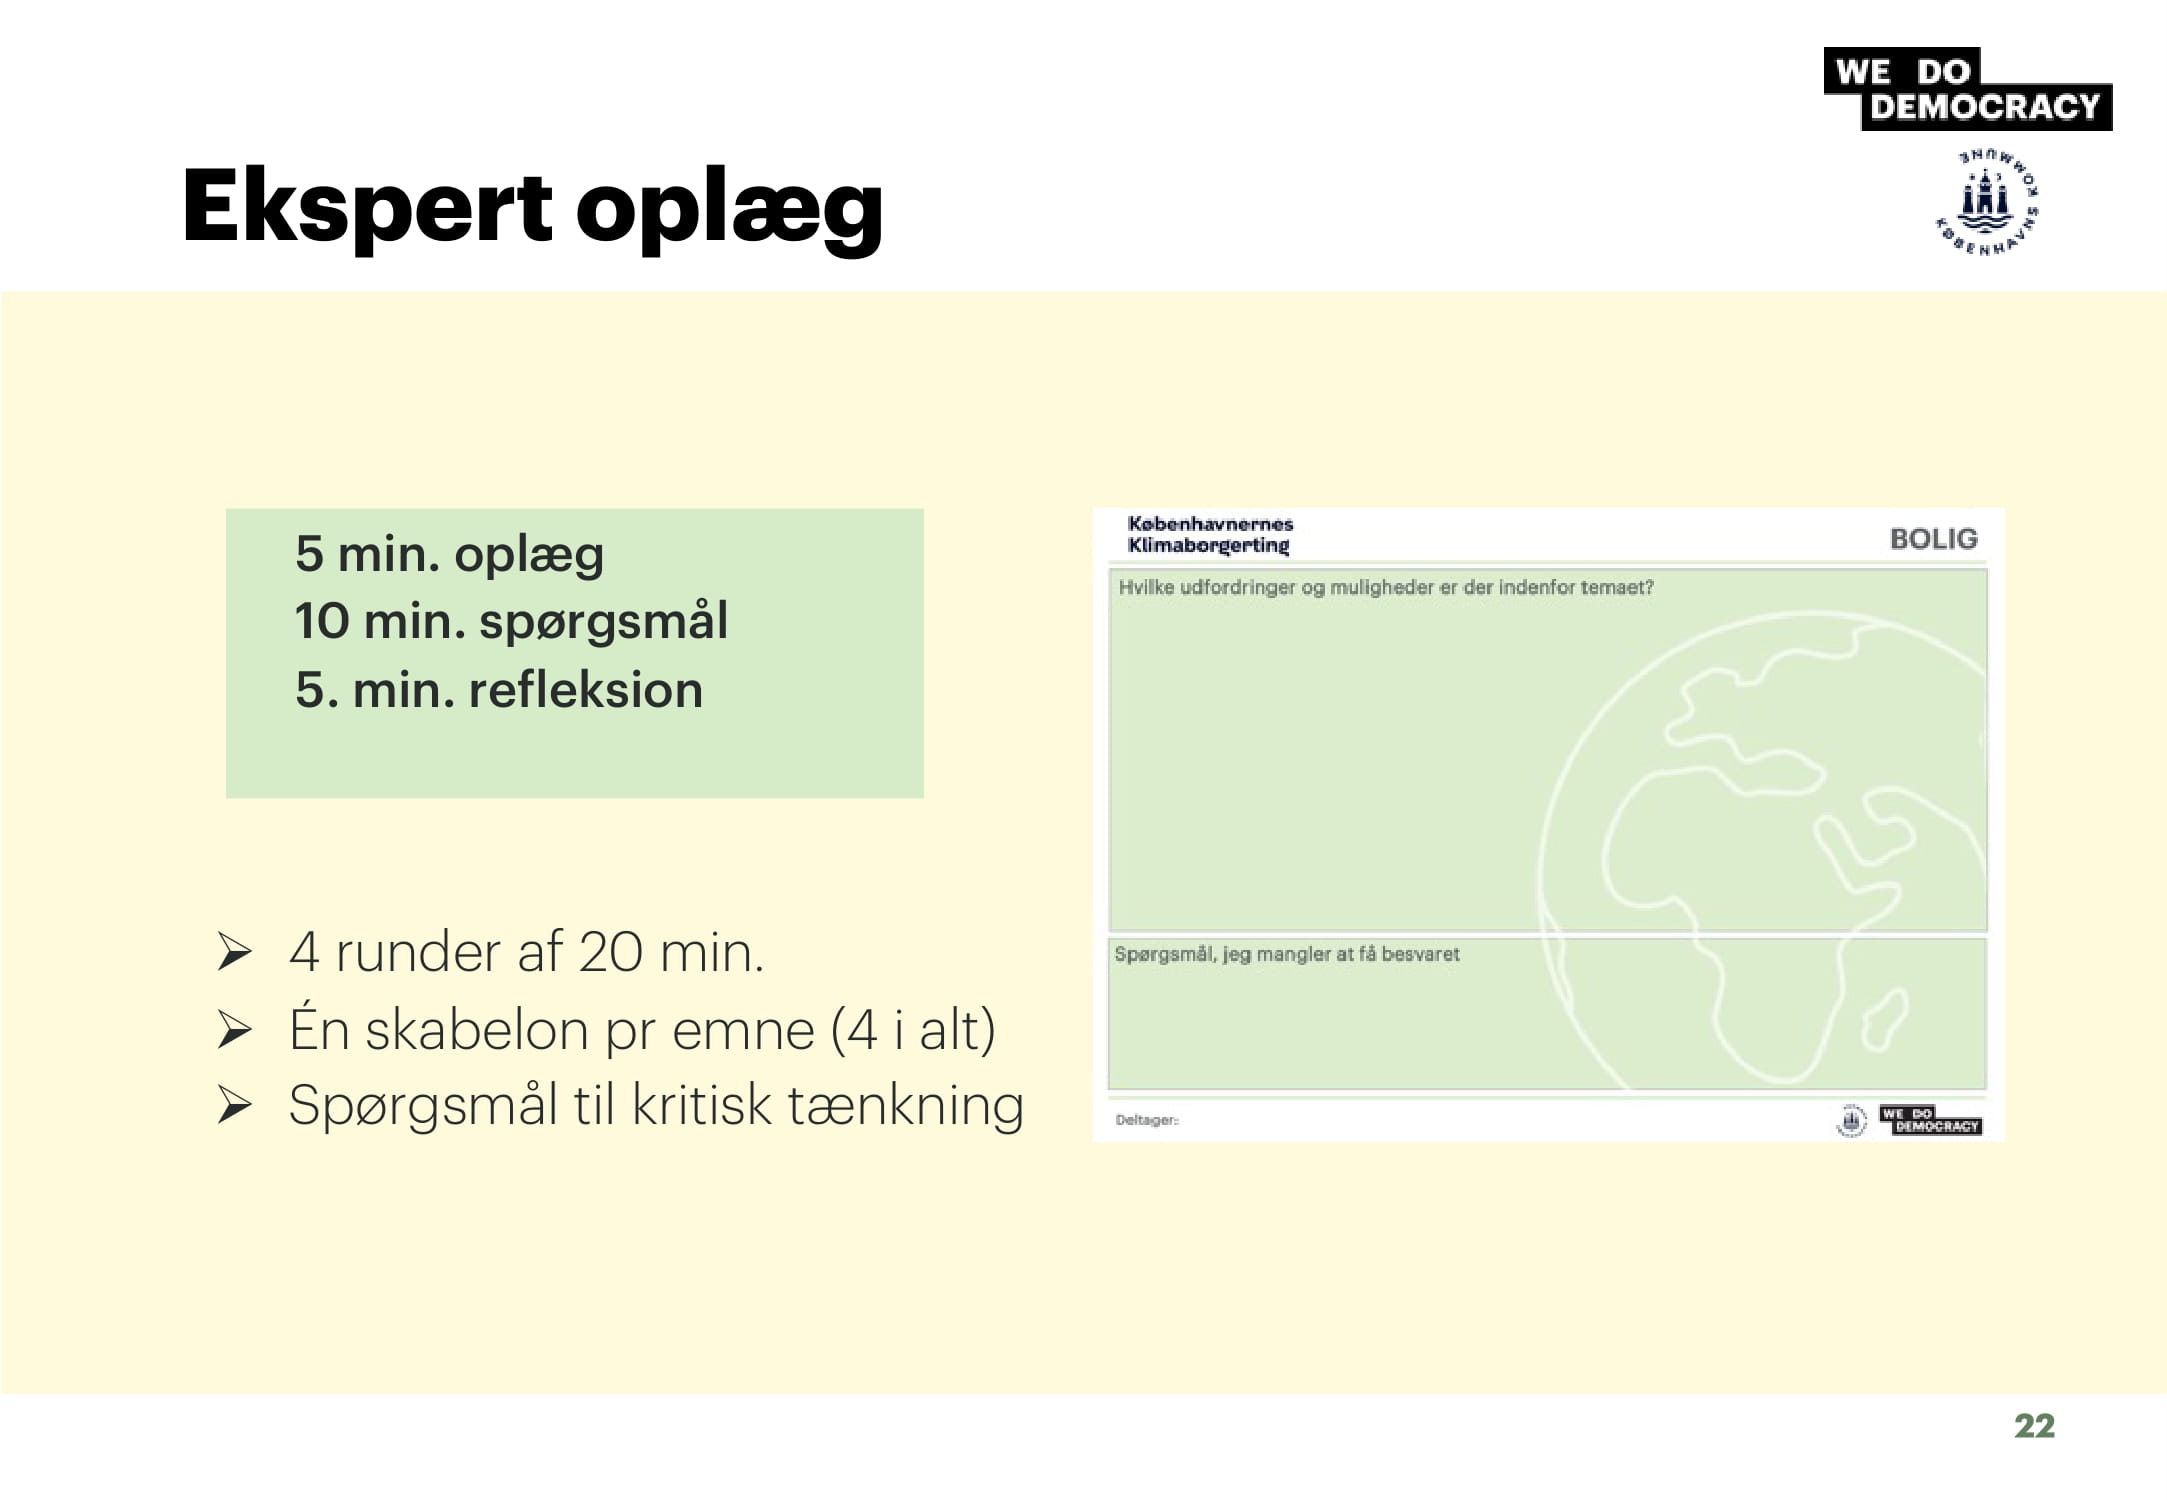 WE DO
DEMOCRACY
KØBENHAVNS KOMMUNE
Ekspert oplæg
5 min. oplæg
10 min. spørgsmål
5. min. refleksion
➢ 4 runder af 20 min.
➢ Én skabelon pr emne (4 i alt)
➢ Spørgsmål til kritisk tænkning
Københavnernes
Klimaborgerting
BOLIG
Hvilke udfordringer og muligheder er der indenfor temaet?
Spørgsmål, jeg mangler at få besvaret
Deltager:
WE DO
DEMOCRACY
22